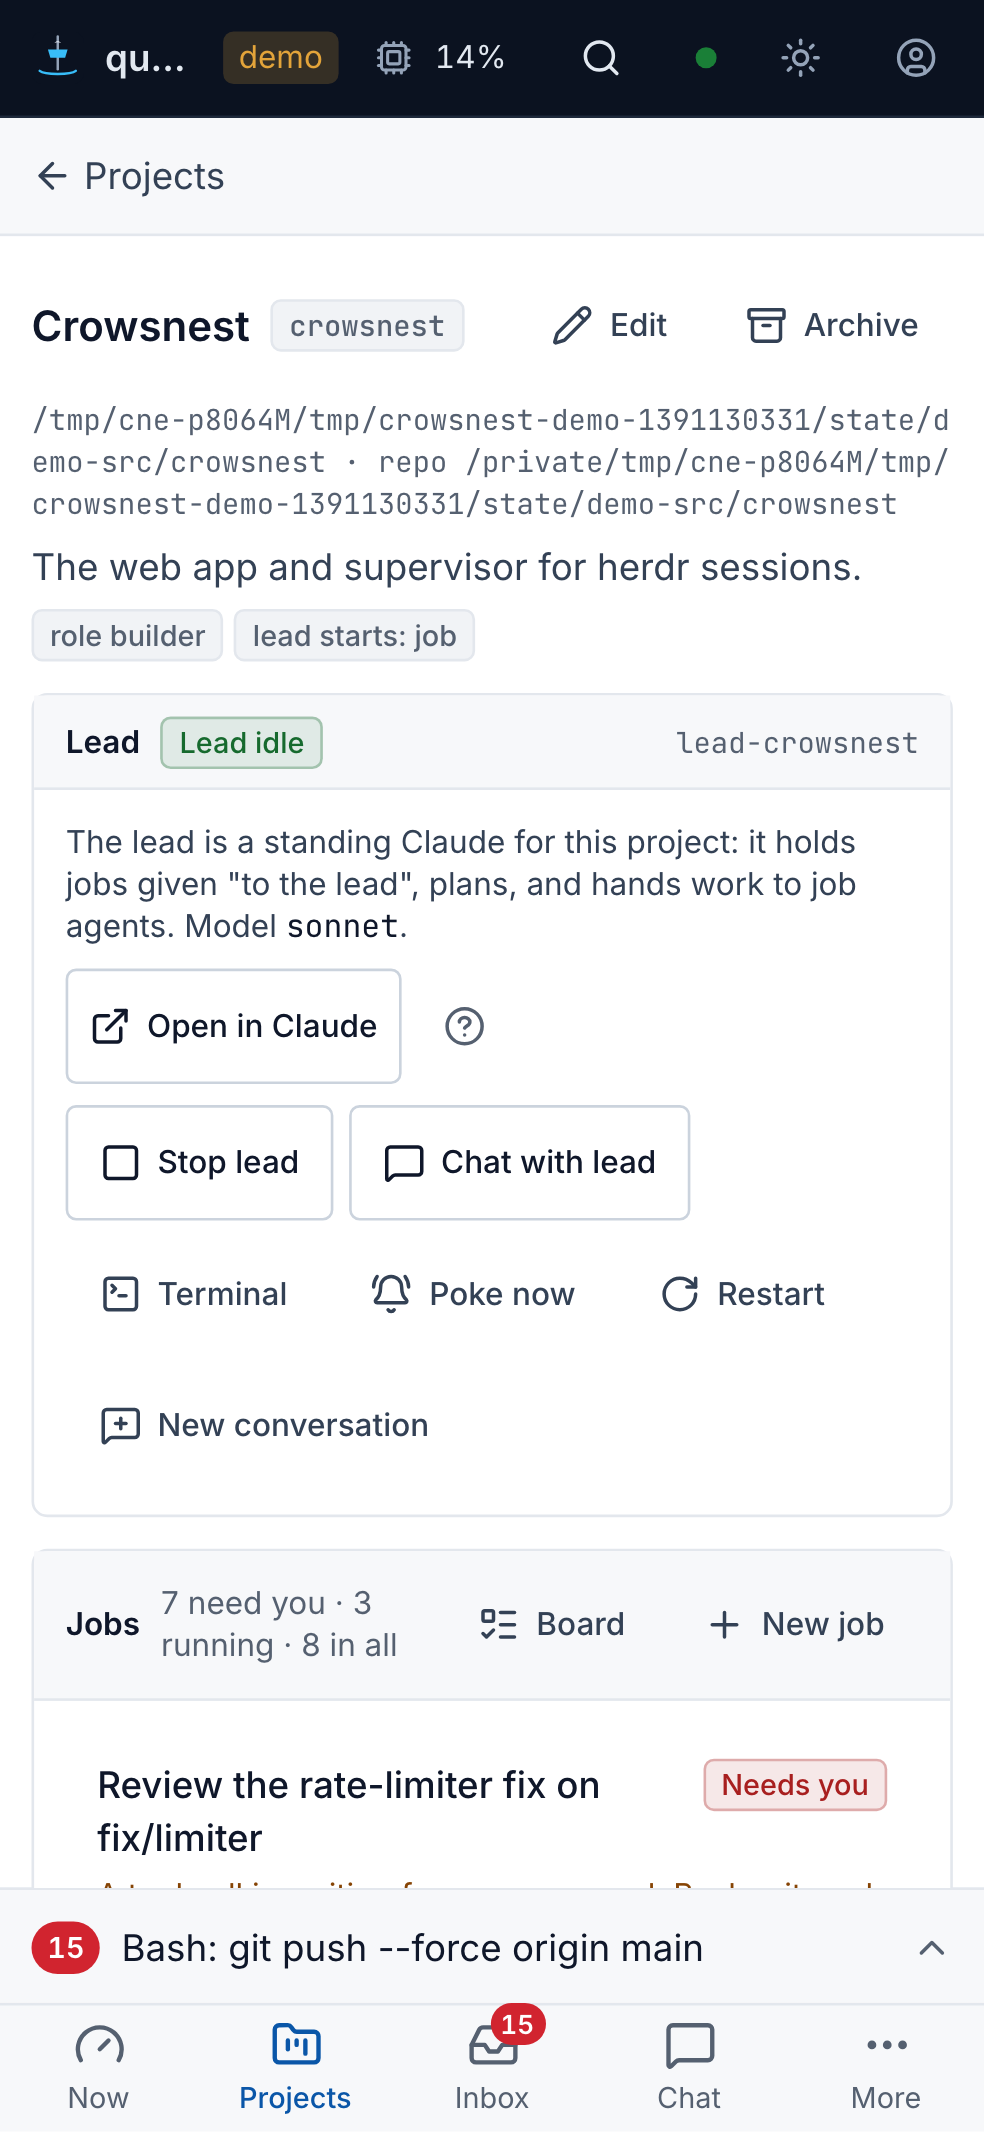 qu... demo 14%
Projects
Crowsnest crowsnest Edit Archive
/tmp/cne-p8064M/tmp/crowsnest-demo-1391130331/state/d
emo-src/crowsnest · repo /private/tmp/cne-p8064M/tmp/
crowsnest-demo-1391130331/state/demo-src/crowsnest
The web app and supervisor for herdr sessions.
role builder lead starts: job
Lead Lead idle lead-crowsnest
The lead is a standing Claude for this project: it holds
jobs given "to the lead", plans, and hands work to job
agents. Model sonnet.
Open in Claude
Stop lead Chat with lead
Terminal Poke now Restart
New conversation
Jobs 7 need you · 3
running · 8 in all
Board New job
Review the rate-limiter fix on
fix/limiter
Needs you
15 Bash: git push --force origin main
15
Now Projects Inbox Chat More